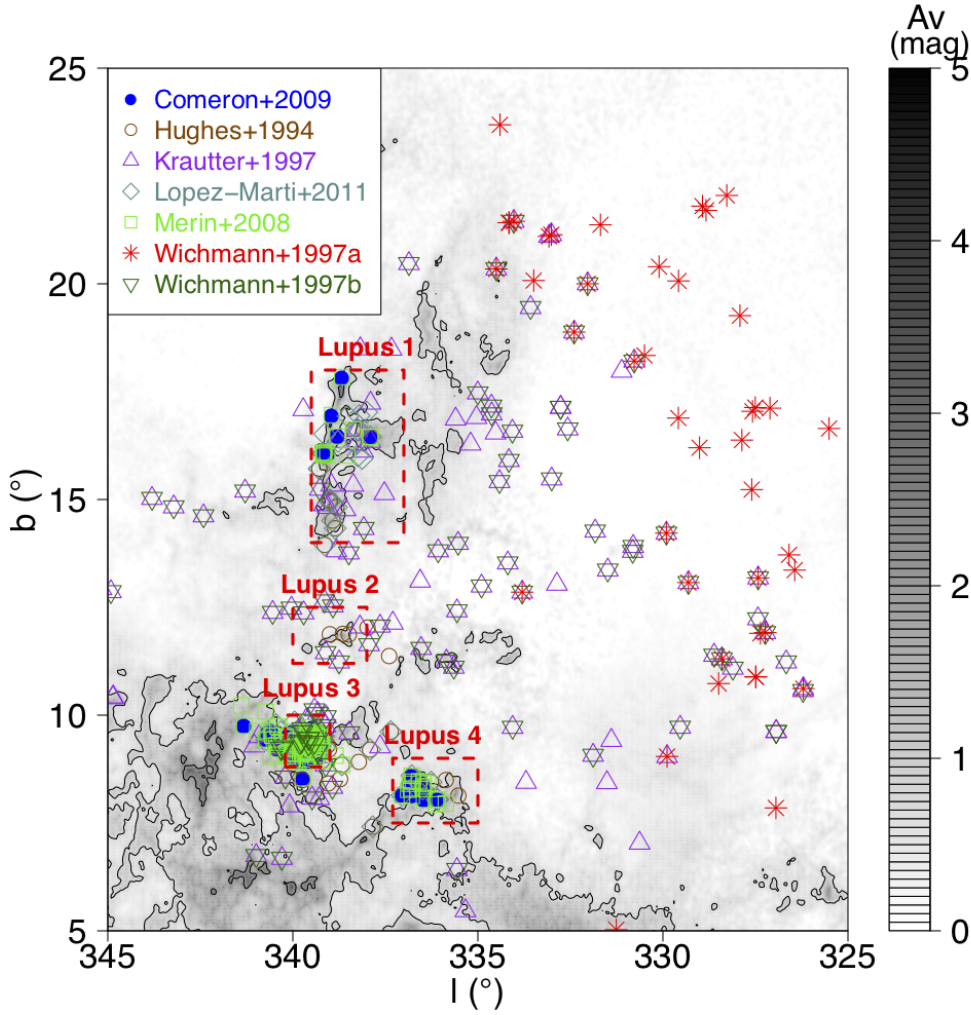 Av
(mag)
25
20
15
10
5
b (°)
Comeron+2009
Hughes+1994
Krautter+1997
Lopez−Marti+2011
Merin+2008
Wichmann+1997a
Wichmann+1997b
Lupus 1
Lupus 2
Lupus 3
Lupus 4
345
340
335
330
325
l (°)
5
4
3
2
1
0